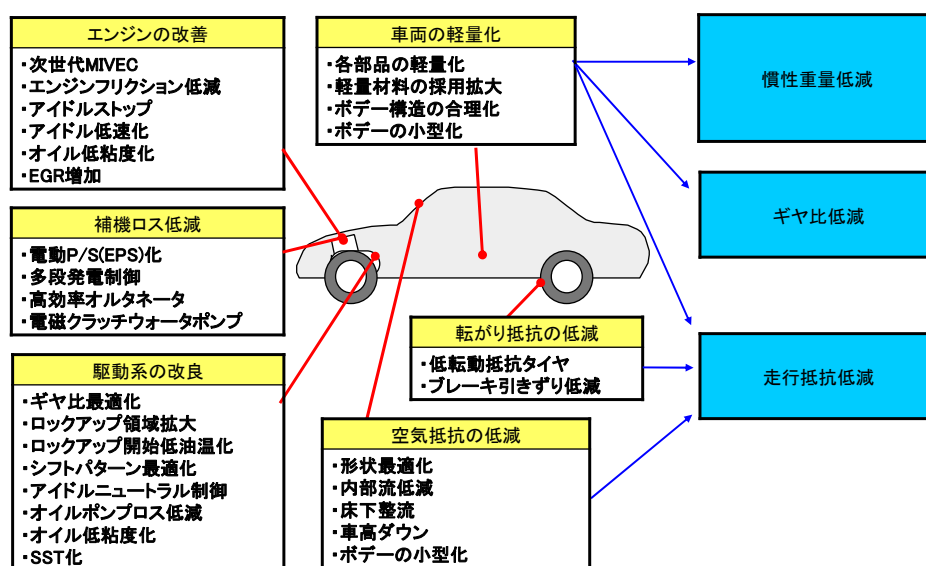 エンジンの改善
・次世代MIVEC
・エンジンフリクション低減
・アイドルストップ
・アイドル低速化
・オイル低粘度化
・EGR増加
車両の軽量化
・各部品の軽量化
・軽量材料の採用拡大
・ボデー構造の合理化
・ボデーの小型化
慣性重量低減
ギヤ比低減
補機ロス低減
・電動P/S(EPS)化
・多段発電制御
・高効率オルタネータ
・電磁クラッチウォータポンプ
転がり抵抗の低減
・低転動抵抗タイヤ
・ブレーキ引きずり低減
走行抵抗低減
駆動系の改良
・ギヤ比最適化
・ロックアップ領域拡大
・ロックアップ開始低油温化
・シフトパターン最適化
・アイドルニュートラル制御
・オイルポンプロス低減
・オイル低粘度化
・SST化
空気抵抗の低減
・形状最適化
・内部流低減
・床下整流
・車高ダウン
・ボデーの小型化